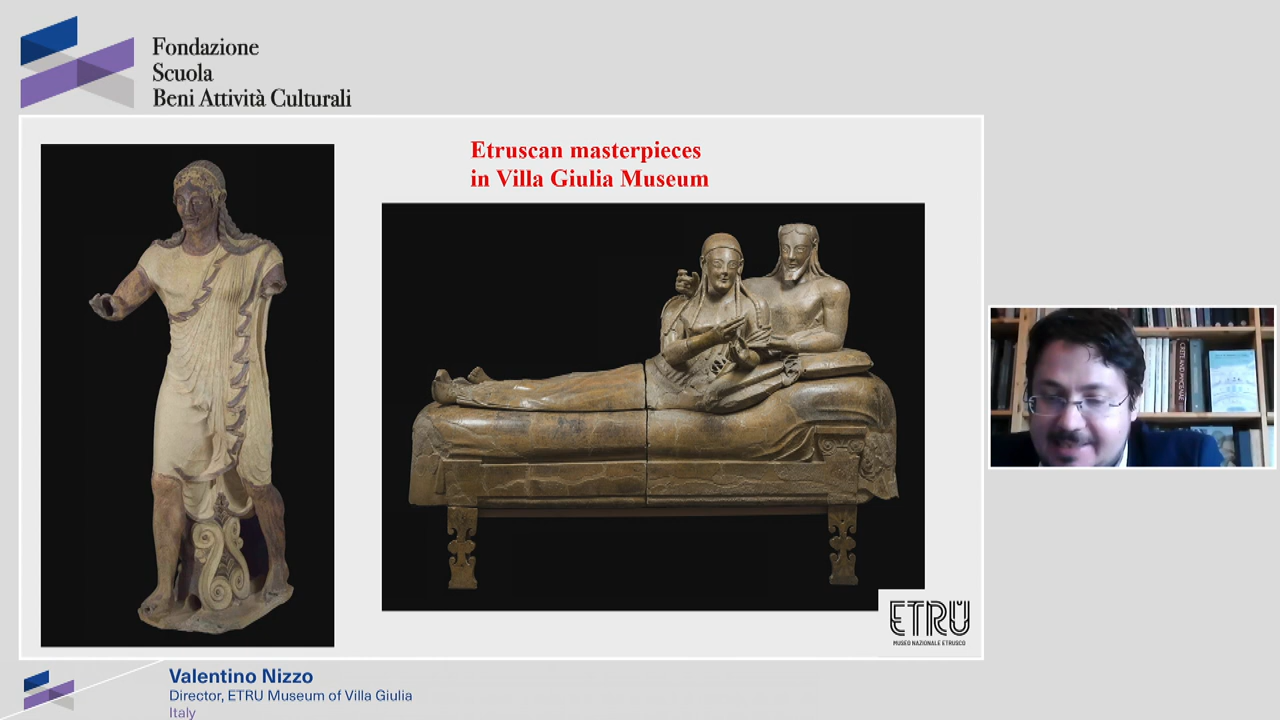 Fondazione
Scuola
Beni Attività Culturali
Etruscan masterpieces
in Villa Giulia Museum
ETRU
MUSEO NAZIONALE ETRUSCO
Valentino Nizzo
Director, ETRU Museum of Villa Giulia
Italy